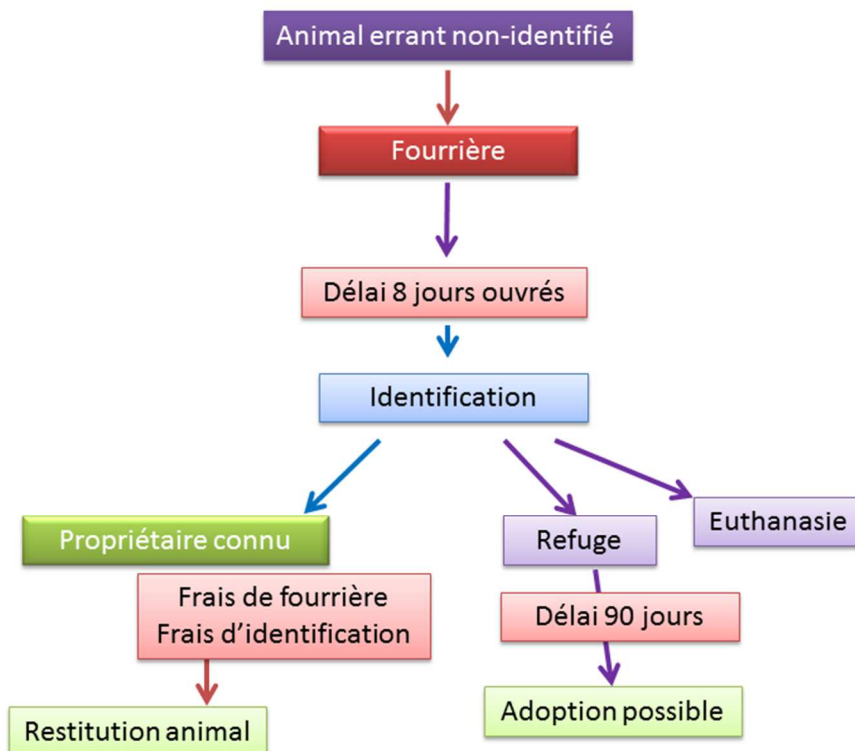 Animal errant non-identifié
Fourrière
Délai 8 jours ouvrés
Identification
Propriétaire connu
Frais de fourrière
Frais d’identification
Restitution animal
Refuge
Euthanasie
Délai 90 jours
Adoption possible